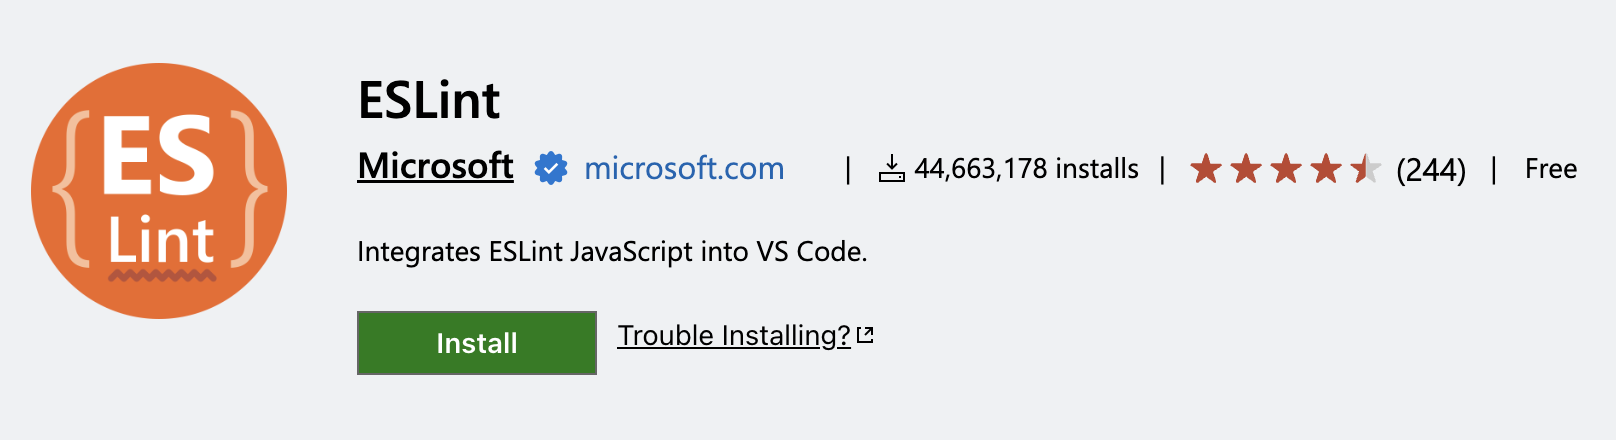 {ES
Lint}
ESLint
Microsoft microsoft.com | 44,663,178 installs | (244) | Free
Integrates ESLint JavaScript into VS Code.
Install Trouble Installing?